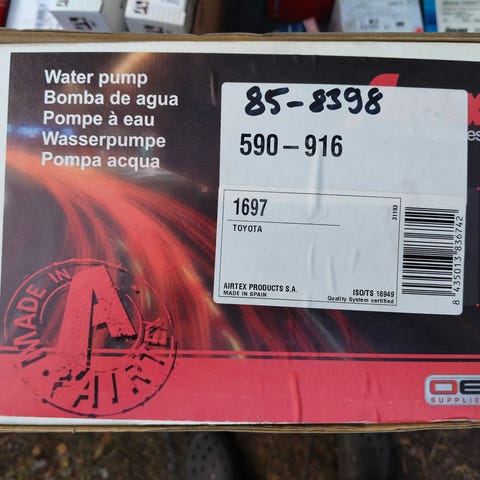 Water pump
Bomba de agua
Pompe à eau
Wasserpumpe
Pompa acqua
85-8398
590-916
1697
TOYOTA
31193
AIRTEX PRODUCTS S.A.
MADE IN SPAIN
ISO/TS 16949
Quality System certified
8 435013 836742
MADE IN
A
AIRTEX
OE
SUPPLIE